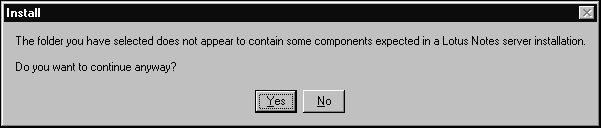 Install
The folder you have selected does not appear to contain some components expected in a Lotus Notes server installation.
Do you want to continue anyway?
Yes No